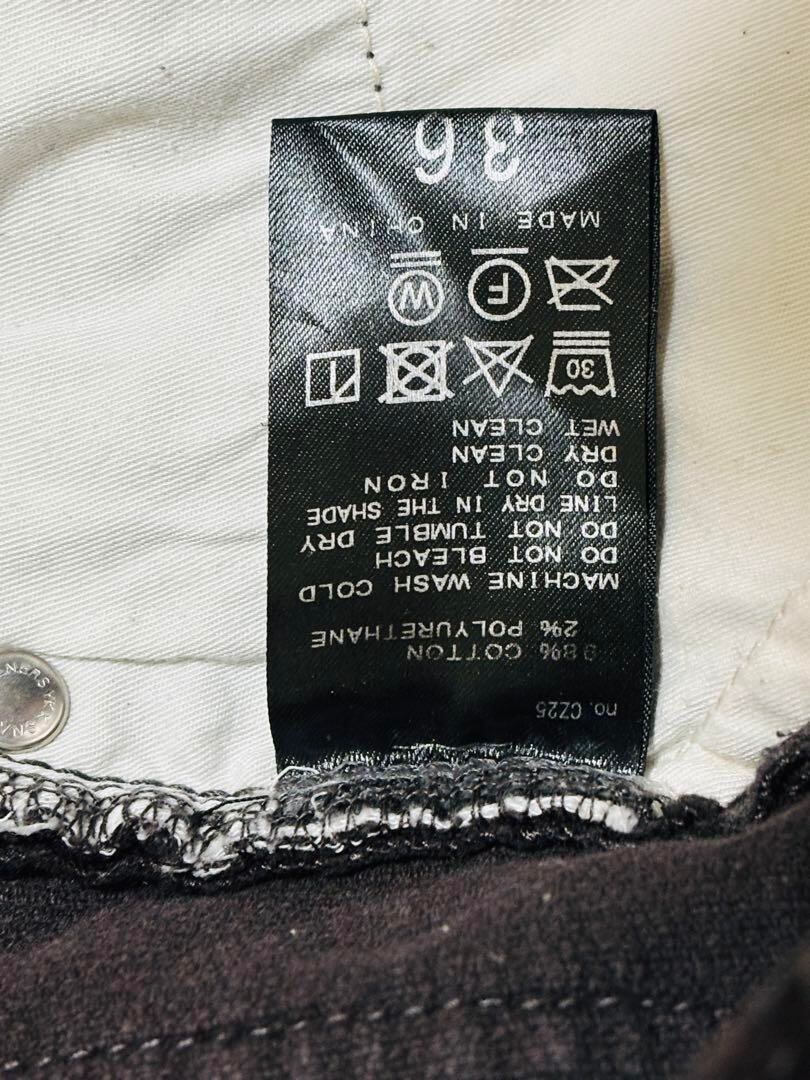 no. CZ25
98% COTTON
2% POLYURETHANE
MACHINE WASH COLD
DO NOT BLEACH
DO NOT TUMBLE DRY
LINE DRY IN THE SHADE
DO NOT IRON
DRY CLEAN
WET CLEAN
30
F W
MADE IN CHINA
36